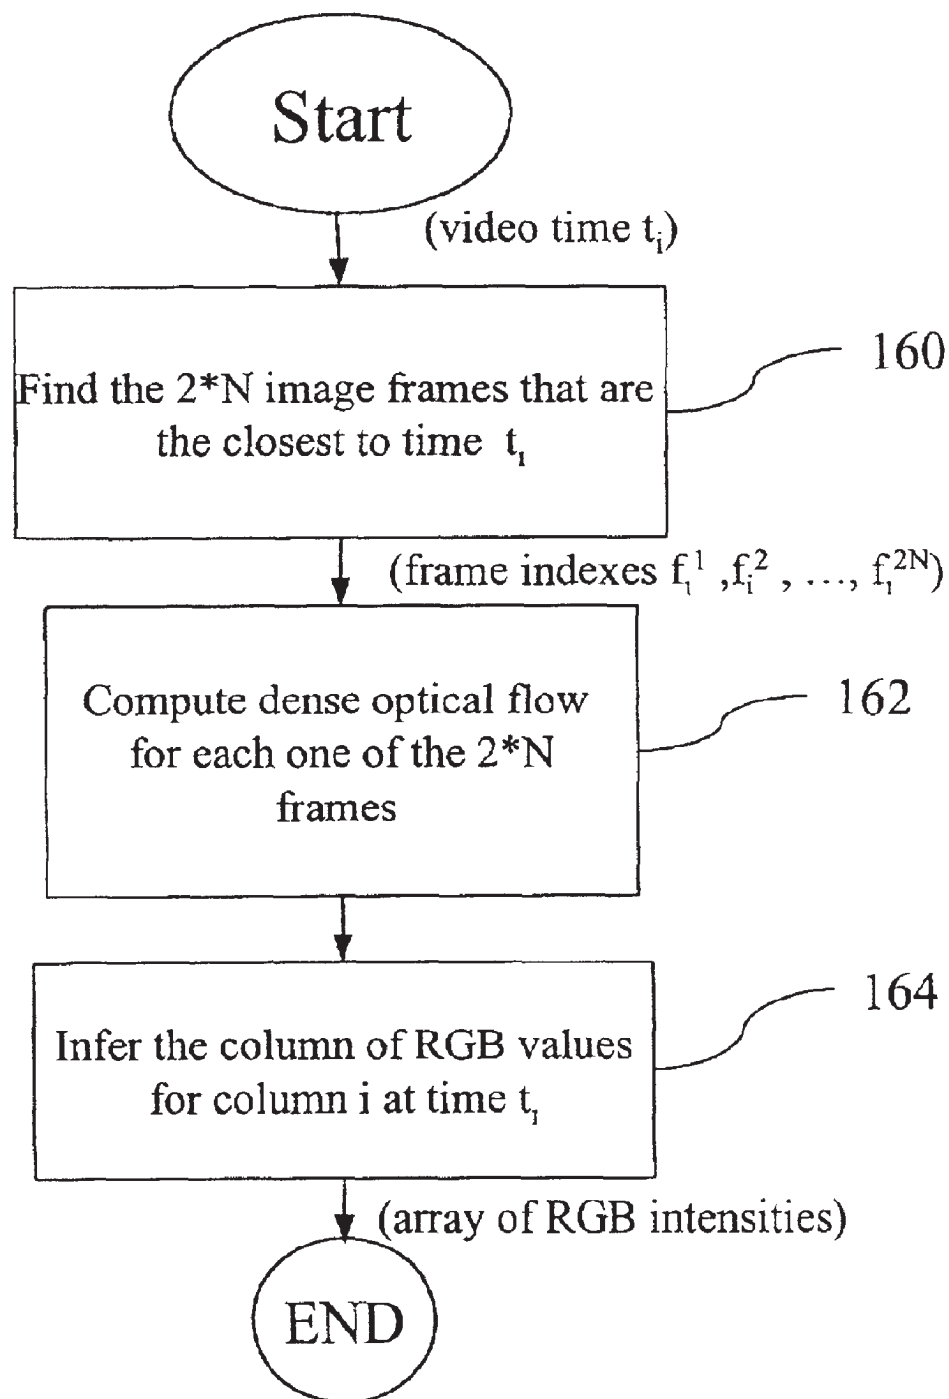 Start
(video time tᵢ)
160
Find the 2*N image frames that are
the closest to time tᵢ
(frame indexes fᵢ¹ ,fᵢ² , ..., fᵢ²ᴺ)
162
Compute dense optical flow
for each one of the 2*N
frames
164
Infer the column of RGB values
for column i at time tᵢ
(array of RGB intensities)
END